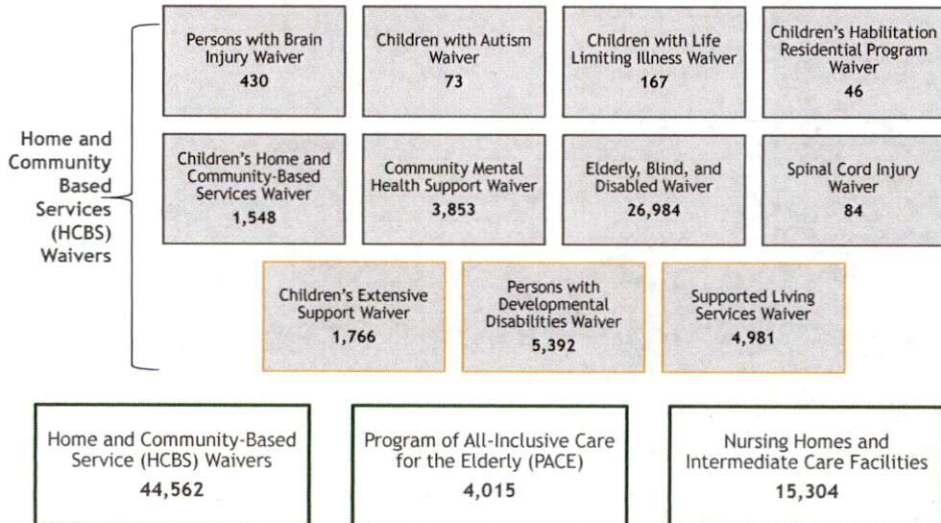 Home and
Community
Based
Services
(HCBS)
Waivers
Persons with Brain
Injury Waiver
430
Children with Autism
Waiver
73
Children with Life
Limiting Illness Waiver
167
Children's Habilitation
Residential Program
Waiver
46
Children's Home and
Community-Based
Services Waiver
1,548
Community Mental
Health Support Waiver
3,853
Elderly, Blind, and
Disabled Waiver
26,984
Spinal Cord Injury
Waiver
84
Children's Extensive
Support Waiver
1,766
Persons with
Developmental
Disabilities Waiver
5,392
Supported Living
Services Waiver
4,981
Home and Community-Based
Service (HCBS) Waivers
44,562
Program of All-Inclusive Care
for the Elderly (PACE)
4,015
Nursing Homes and
Intermediate Care Facilities
15,304